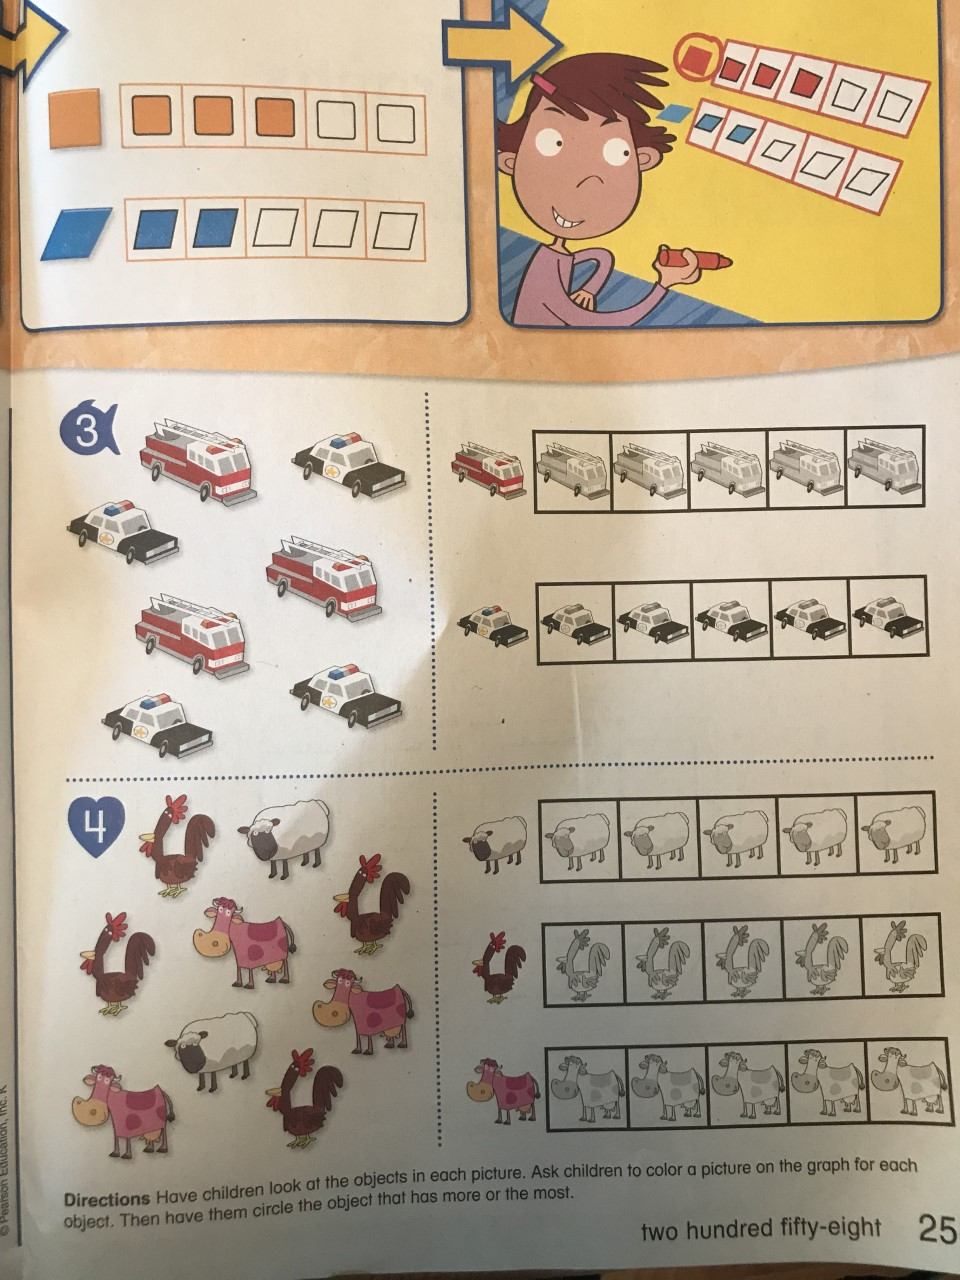 3
4
Directions Have children look at the objects in each picture. Ask children to color a picture on the graph for each
object. Then have them circle the object that has more or the most.
two hundred fifty-eight 25
© Pearson Education, Inc. K